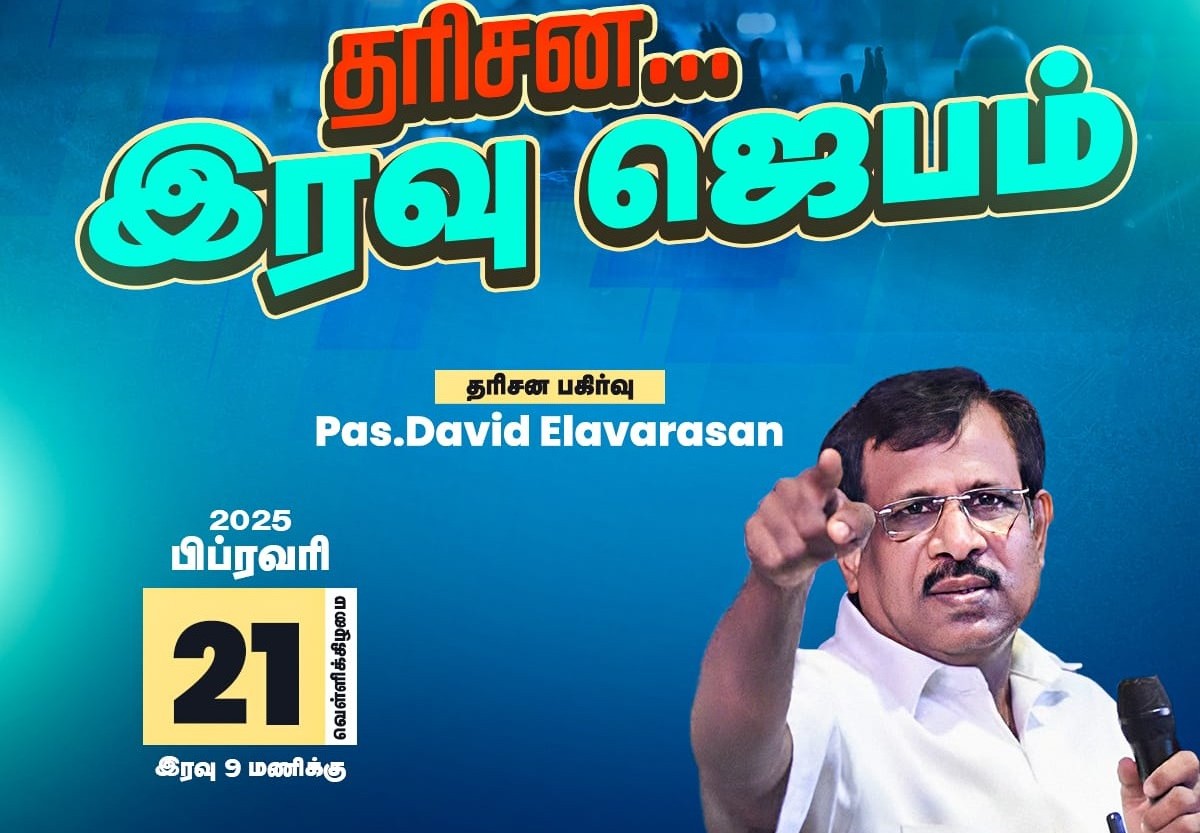 தரிசன...
இரவு ஜெபம்
தரிசன பகிர்வு
Pas.David Elavarasan
2025
பிப்ரவரி
21
வெள்ளிக்கிழமை
இரவு 9 மணிக்கு